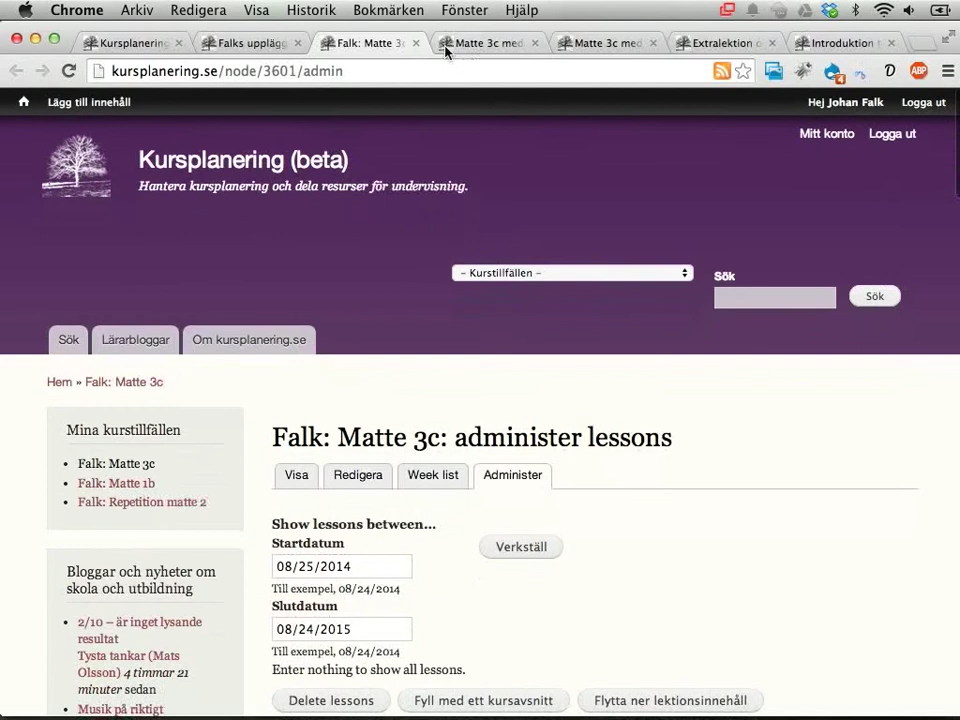 Chrome Arkiv Redigera Visa Historik Bokmärken Fönster Hjälp
Kursplanering Falks upplägg Falk: Matte 3c Matte 3c med Matte 3c med Extralektion Introduktion
kursplanering.se/node/3601/admin
4 D ABP
Lägg till innehåll Hej Johan Falk Logga ut
Mitt konto Logga ut
Kursplanering (beta)
Hantera kursplanering och dela resurser för undervisning.
– Kurstillfällen –
Sök
Sök
Sök Lärarbloggar Om kursplanering.se
Hem » Falk: Matte 3c
Mina kurstillfällen
Falk: Matte 3c
Falk: Matte 1b
Falk: Repetition matte 2
Bloggar och nyheter om
skola och utbildning
2/10 – är inget lysande
resultat
Tysta tankar (Mats
Olsson) 4 timmar 21
minuter sedan
Musik på riktigt
Falk: Matte 3c: administer lessons
Visa Redigera Week list Administer
Show lessons between...
Startdatum
08/25/2014
Till exempel, 08/24/2014
Verkställ
Slutdatum
08/24/2015
Till exempel, 08/24/2014
Enter nothing to show all lessons.
Delete lessons Fyll med ett kursavsnitt Flytta ner lektionsinnehåll